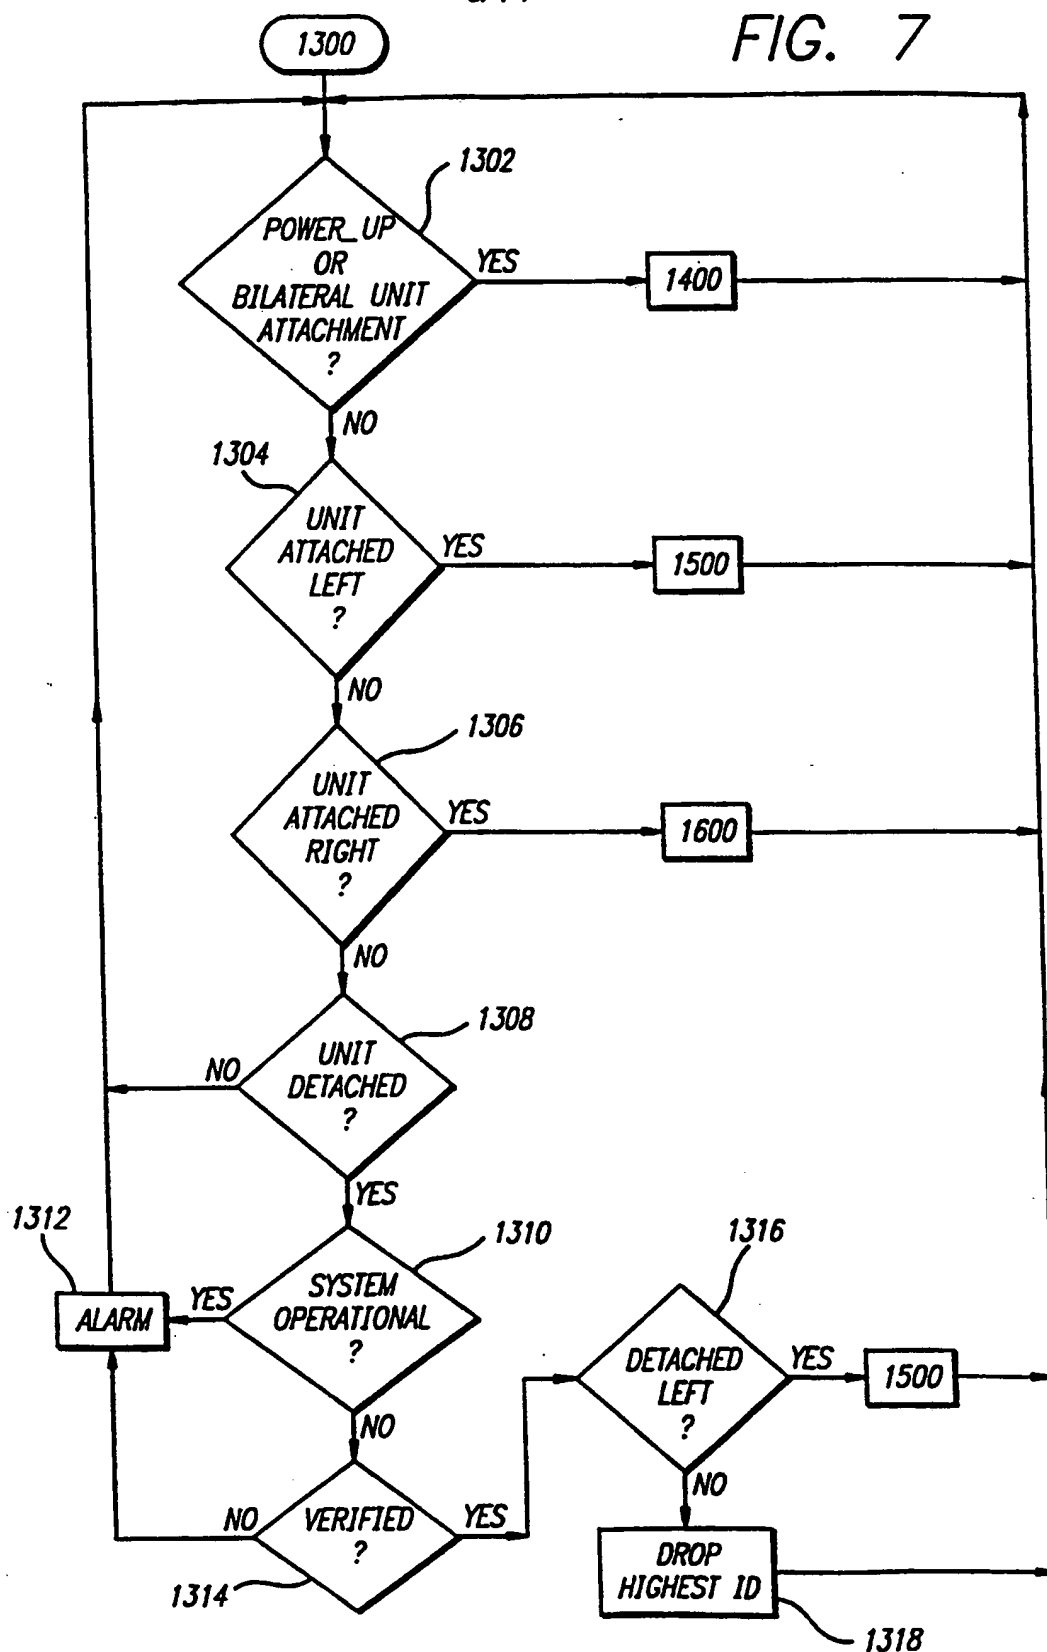 FIG. 7
1300
1302
POWER_UP
OR
BILATERAL UNIT
ATTACHMENT
?
YES
1400
NO
1304
UNIT
ATTACHED
LEFT
?
YES
1500
NO
1306
UNIT
ATTACHED
RIGHT
?
YES
1600
NO
1308
UNIT
DETACHED
?
NO
YES
1312
ALARM
YES
1310
SYSTEM
OPERATIONAL
?
NO
1316
DETACHED
LEFT
?
YES
1500
NO
NO
VERIFIED
?
YES
1314
DROP
HIGHEST ID
1318